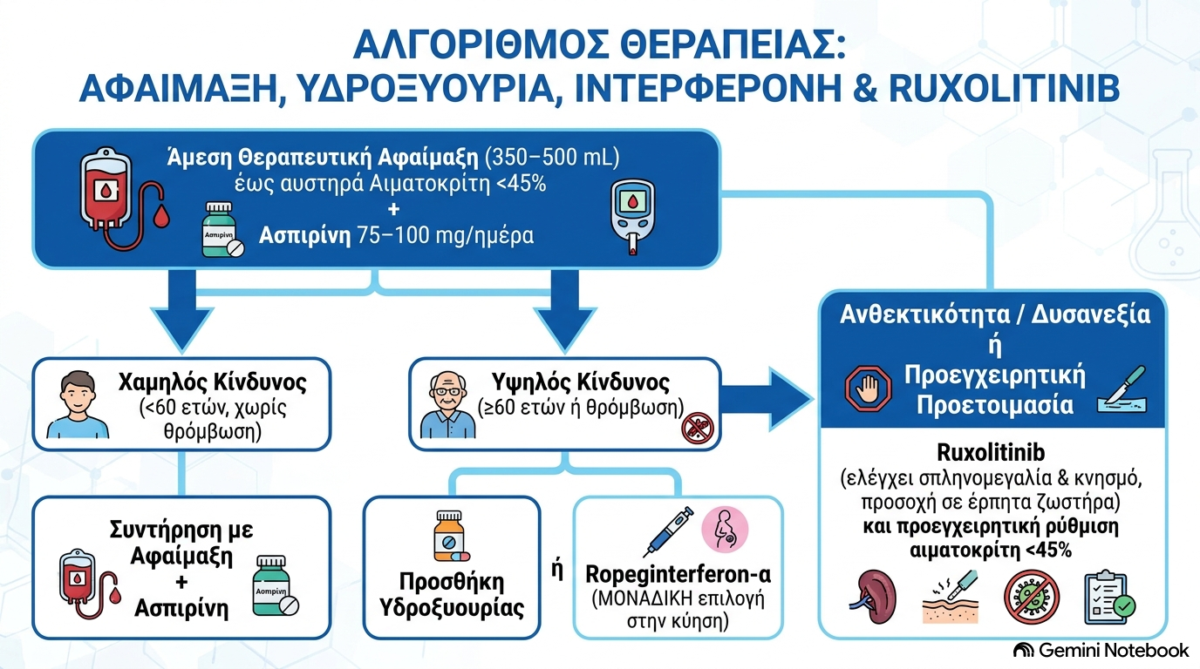 ΑΛΓΟΡΙΘΜΟΣ ΘΕΡΑΠΕΙΑΣ:
ΑΦΑΙΜΑΞΗ, ΥΔΡΟΞΥΟΥΡΙΑ, ΙΝΤΕΡΦΕΡΟΝΗ & RUXOLITINIB
Άμεση Θεραπευτική Αφαίμαξη (350–500 mL)
έως αυστηρά Αιματοκρίτη <45%
+
Ασπιρίνη 75–100 mg/ημέρα
Ασπιρίνη
Χαμηλός Κίνδυνος
(<60 ετών, χωρίς
θρόμβωση)
Συντήρηση με
Αφαίμαξη
+
Ασπιρίνη
Ασπιρίνη
Υψηλός Κίνδυνος
(≥60 ετών ή θρόμβωση)
Προσθήκη
Υδροξυουρίας
ή
Ropeginterferon-α
(ΜΟΝΑΔΙΚΗ επιλογή
στην κύηση)
Ανθεκτικότητα / Δυσανεξία
ή
Προεγχειρητική
Προετοιμασία
Ruxolitinib
(ελέγχει σπληνομεγαλία & κνησμό,
προσοχή σε έρπητα ζωστήρα)
και προεγχειρητική ρύθμιση
αιματοκρίτη <45%
Gemini Notebook